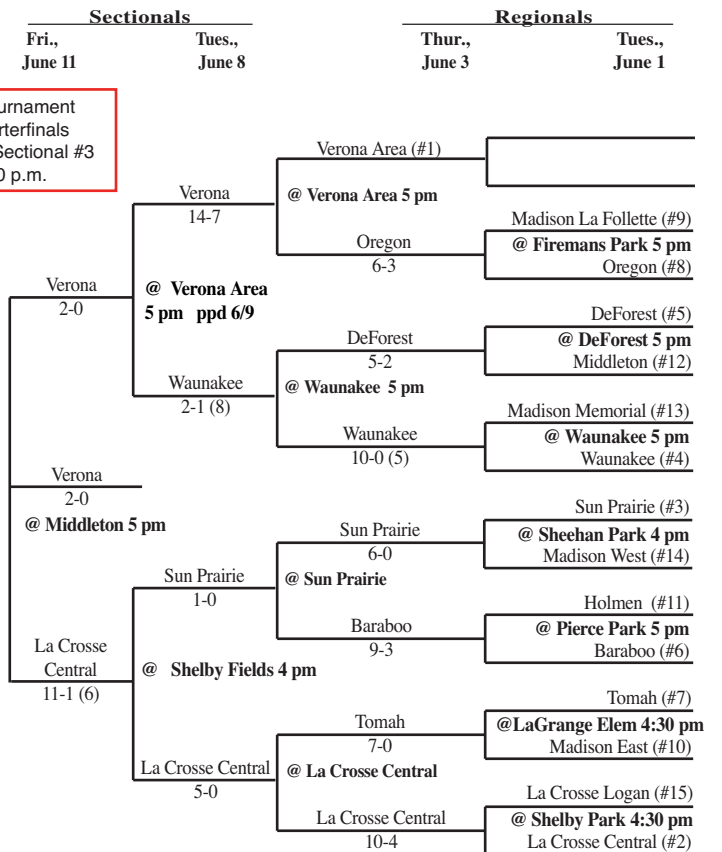 Sectionals
Regionals
Fri.,
June 11
Tues.,
June 8
Thur.,
June 3
Tues.,
June 1
Sectional #3
p.m.
Verona Area (#1)
Verona
14-7
@ Verona Area 5 pm
Madison La Follette (#9)
@ Firemans Park 5 pm
Oregon (#8)
Oregon
6-3
Verona
2-0
@ Verona Area
5 pm ppd 6/9
DeForest (#5)
@ DeForest 5 pm
Middleton (#12)
DeForest
5-2
@ Waunakee 5 pm
Waunakee
2-1 (8)
Madison Memorial (#13)
@ Waunakee 5 pm
Waunakee (#4)
Waunakee
10-0 (5)
Verona
2-0
@ Middleton 5 pm
Sun Prairie (#3)
@ Sheehan Park 4 pm
Madison West (#14)
Sun Prairie
6-0
@ Sun Prairie
Sun Prairie
1-0
Holmen (#11)
@ Pierce Park 5 pm
Baraboo (#6)
Baraboo
9-3
La Crosse
Central
11-1 (6)
@ Shelby Fields 4 pm
Tomah (#7)
@LaGrange Elem 4:30 pm
Madison East (#10)
Tomah
7-0
@ La Crosse Central
La Crosse Central
5-0
La Crosse Logan (#15)
@ Shelby Park 4:30 pm
La Crosse Central (#2)
La Crosse Central
10-4